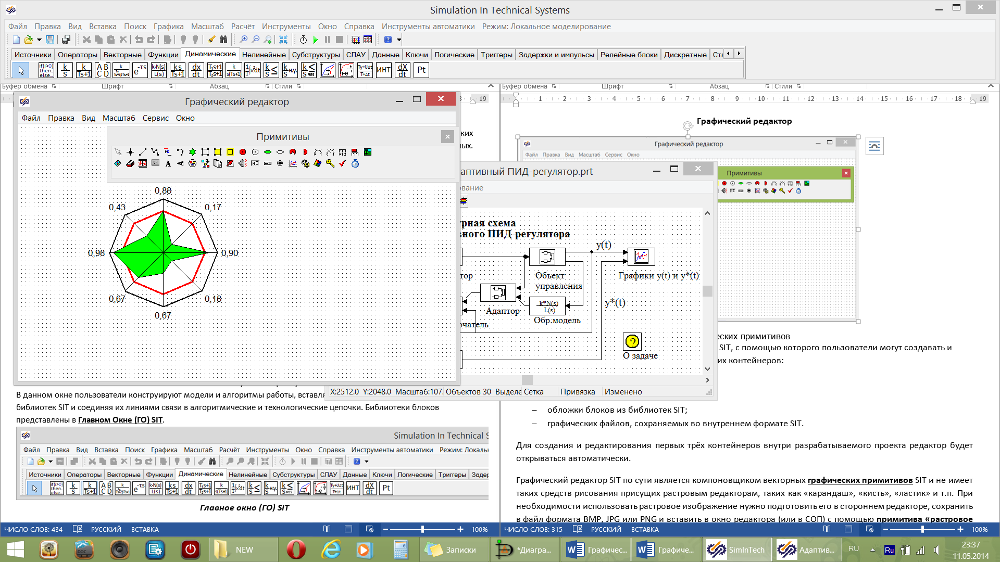 Simulation In Technical Systems
Файл Правка Вид Вставка Поиск Графика Масштаб Расчёт Инструменты Окно Справка Инструменты автоматики Режим: Локальное моделирование
Источники Операторы Векторные Функции Динамические Нелинейные Субструктуры СЛАУ Данные Ключи Логические Триггеры Задержки и импульсы Релейные блоки Дискретные
ИНТ
Pt
Буфер обмена Шрифт Абзац Стили
Буфер обмена Шрифт Абзац Стили
19
1 2 3 4 5 6 7 8 9 10 11 12 13 14 15 16 17 18 19
Графический редактор
Файл Правка Вид Масштаб Сервис Окно
Примитивы
0,88
0,43
0,17
0,98
0,90
0,67
0,18
0,67
ких
ых.
аптивный ПИД-регулятор.prt
ование
рная схема
вного ПИД-регулятора
y(t)
тор
Объект
управления
Графики y(t) и y*(t)
Адаптор
k*N(s)
L(s)
Обр.модель
y*(t)
чатель
?
О задаче
X:2512.0 Y:2048.0 Масштаб:107. Объектов 30 Выделе Сетка Привязка Изменено
В данном окне пользователи конструируют модели и алгоритмы работы, вставля
библиотек SIT и соединяя их линиями связи в алгоритмические и технологические цепочки. Библиотеки блоков
представлены в Главном Окне (ГО) SIT.
Simulation In Technical S
Файл Правка Вид Вставка Поиск Графика Масштаб Расчёт Инструменты Окно Справка Инструменты автоматики Режим: Локаль
Источники Операторы Векторные Функции Динамические Нелинейные Субструктуры СЛАУ Данные Ключи Логические Триггеры Задер
ИНТ
Pt
Главное окно (ГО) SIT
Графический редактор
Графический редактор
Файл Правка Вид Масштаб Сервис Окно
Примитивы
еских примитивов
SIT, с помощью которого пользователи могут создавать и
их контейнеров:
– обложки блоков из библиотек SIT;
– графических файлов, сохраняемых во внутреннем формате SIT.
Для создания и редактирования первых трёх контейнеров внутри разрабатываемого проекта редактор будет
открываться автоматически.
Графический редактор SIT по сути является компоновщиком векторных графических примитивов SIT и не имеет
таких средств рисования присущих растровым редакторам, таких как «карандаш», «кисть», «ластик» и т.п. При
необходимости использовать растровое изображение нужно подготовить его в стороннем редакторе, сохранить
в файл формата BMP, JPG или PNG и вставить в окно редактора (или в СОП) с помощью примитива «растровое
ЧИСЛО СЛОВ: 434 РУССКИЙ ВСТАВКА 100%
ЧИСЛО СЛОВ: 315 РУССКИЙ ВСТАВКА 100%
NEW
Записки
*Диагра...
Графичес...
Графиче...
SimInTech
Адаптив...
RU
Ru
23:37
11.05.2014